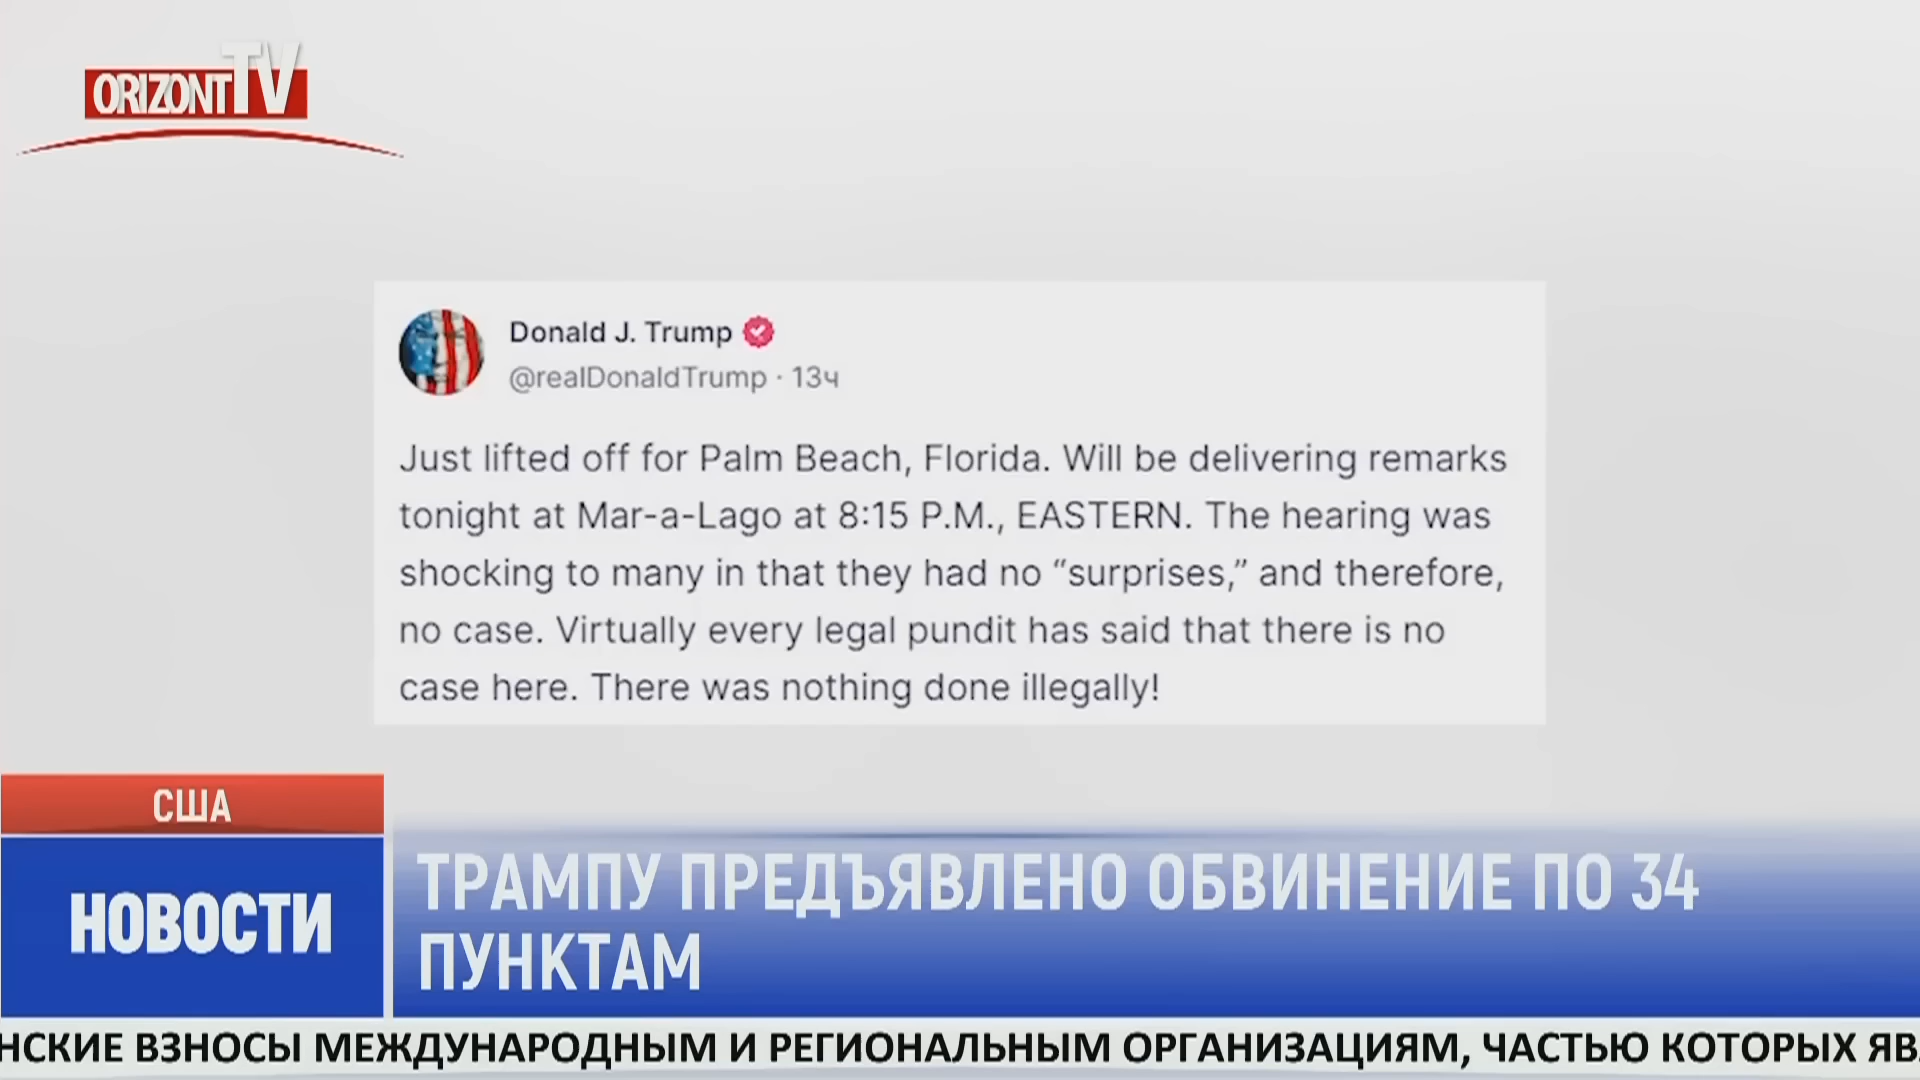 ORIZONT TV
Donald J. Trump
@realDonaldTrump · 13ч
Just lifted off for Palm Beach, Florida. Will be delivering remarks
tonight at Mar-a-Lago at 8:15 P.M., EASTERN. The hearing was
shocking to many in that they had no “surprises,” and therefore,
no case. Virtually every legal pundit has said that there is no
case here. There was nothing done illegally!
США
НОВОСТИ
ТРАМПУ ПРЕДЪЯВЛЕНО ОБВИНЕНИЕ ПО 34
ПУНКТАМ
ВЗНОСЫ МЕЖДУНАРОДНЫМ И РЕГИОНАЛЬНЫМ ОРГАНИЗАЦИЯМ, ЧАСТЬЮ КОТОРЫХ